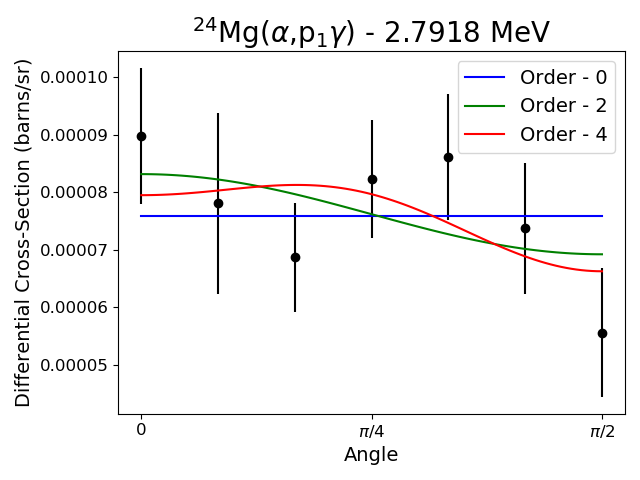 ²⁴Mg(α,p₁γ) - 2.7918 MeV
Differential Cross-Section (barns/sr)
0.00010
0.00009
0.00008
0.00007
0.00006
0.00005
Order - 0
Order - 2
Order - 4
0
π/4
π/2
Angle